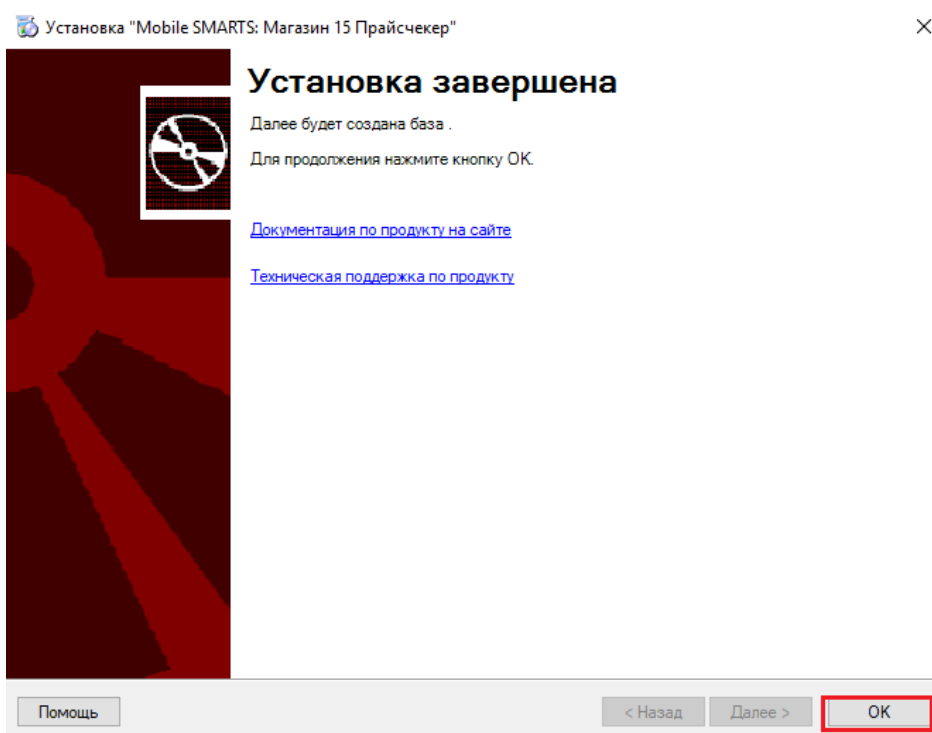 Установка "Mobile SMARTS: Магазин 15 Прайсчекер"
Установка завершена
Далее будет создана база .
Для продолжения нажмите кнопку OK.
Документация по продукту на сайте
Техническая поддержка по продукту
Помощь
< Назад
Далее >
OK